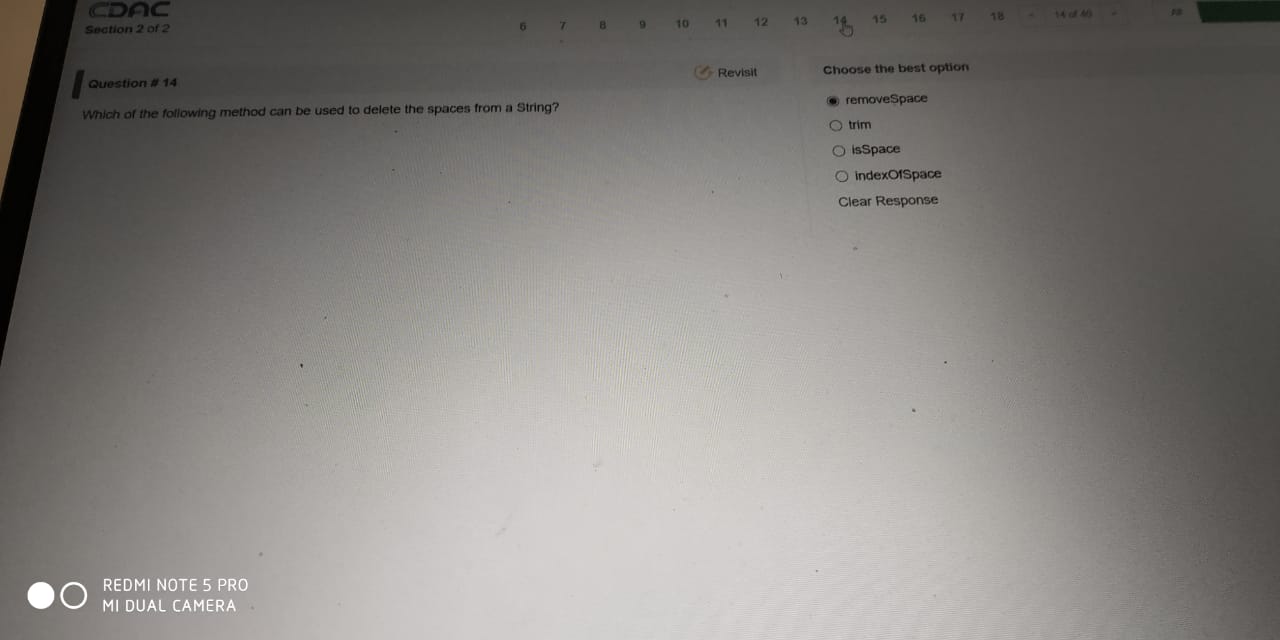 CDAC
Section 2 of 2
6 7 8 9 10 11 12 13 14 15 16 17 18
14 of 40
All
Question # 14
Revisit
Which of the following method can be used to delete the spaces from a String?
Choose the best option
removeSpace
trim
isSpace
indexOfSpace
Clear Response
REDMI NOTE 5 PRO
MI DUAL CAMERA